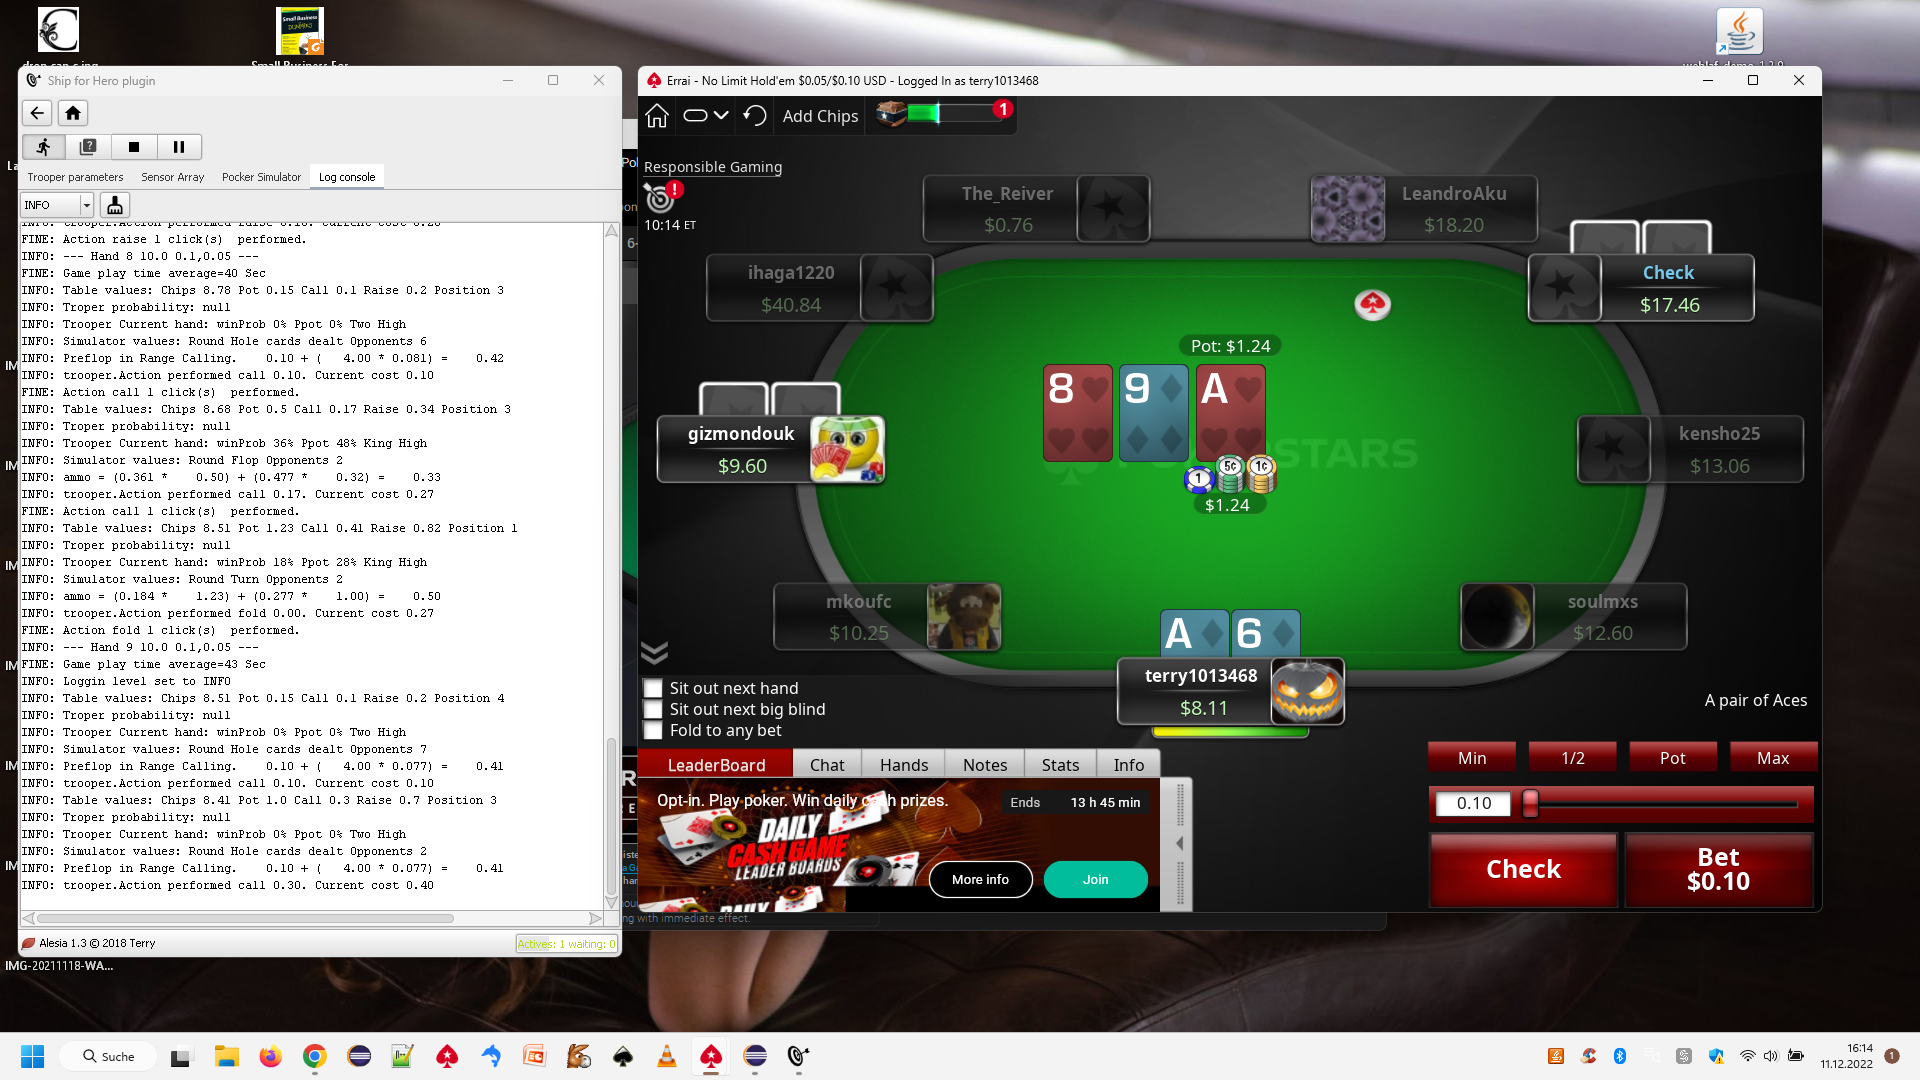 Ship for Hero plugin
Trooper parameters
Sensor Array
Pocker Simulator
Log console
INFO
FINE: Action raise 1 click(s)  performed.
INFO: --- Hand 8 10.0 0.1,0.05 ---
FINE: Game play time average=40 Sec
INFO: Table values: Chips 8.78 Pot 0.15 Call 0.1 Raise 0.2 Position 3
INFO: Troper probability: null
INFO: Trooper Current hand: winProb 0% Ppot 0% Two High
INFO: Simulator values: Round Hole cards dealt Opponents 6
INFO: Preflop in Range Calling.    0.10 + (   4.00 * 0.081) =    0.42
INFO: trooper.Action performed call 0.10. Current cost 0.10
FINE: Action call 1 click(s)  performed.
INFO: Table values: Chips 8.68 Pot 0.5 Call 0.17 Raise 0.34 Position 3
INFO: Troper probability: null
INFO: Trooper Current hand: winProb 36% Ppot 48% King High
INFO: Simulator values: Round Flop Opponents 2
INFO: ammo = (0.361 *    0.50) + (0.477 *    0.32) =    0.33
INFO: trooper.Action performed call 0.17. Current cost 0.27
FINE: Action call 1 click(s)  performed.
INFO: Table values: Chips 8.51 Pot 1.23 Call 0.41 Raise 0.82 Position 1
INFO: Troper probability: null
INFO: Trooper Current hand: winProb 18% Ppot 28% King High
INFO: Simulator values: Round Turn Opponents 2
INFO: ammo = (0.184 *    1.23) + (0.277 *    1.00) =    0.50
INFO: trooper.Action performed fold 0.00. Current cost 0.27
FINE: Action fold 1 click(s)  performed.
INFO: --- Hand 9 10.0 0.1,0.05 ---
FINE: Game play time average=43 Sec
INFO: Loggin level set to INFO
INFO: Table values: Chips 8.51 Pot 0.15 Call 0.1 Raise 0.2 Position 4
INFO: Troper probability: null
INFO: Trooper Current hand: winProb 0% Ppot 0% Two High
INFO: Simulator values: Round Hole cards dealt Opponents 7
INFO: Preflop in Range Calling.    0.10 + (   4.00 * 0.077) =    0.41
INFO: trooper.Action performed call 0.10. Current cost 0.10
INFO: Table values: Chips 8.41 Pot 1.0 Call 0.3 Raise 0.7 Position 3
INFO: Troper probability: null
INFO: Trooper Current hand: winProb 0% Ppot 0% Two High
INFO: Simulator values: Round Hole cards dealt Opponents 2
INFO: Preflop in Range Calling.    0.10 + (   4.00 * 0.077) =    0.41
INFO: trooper.Action performed call 0.30. Current cost 0.40
Alesia 1.3 © 2018 Terry
Actives: 1 waiting: 0
IMG-20211118-WA...
Errai - No Limit Hold'em $0.05/$0.10 USD - Logged In as terry1013468
Add Chips
1
Responsible Gaming
10:14 ET
The_Reiver
$0.76
LeandroAku
$18.20
ihaga1220
$40.84
Check
$17.46
Pot: $1.24
8
9
A
gizmondouk
$9.60
1
5¢
1¢
STARS
$1.24
kensho25
$13.06
mkoufc
$10.25
A
6
terry1013468
$8.11
soulmxs
$12.60
Sit out next hand
Sit out next big blind
Fold to any bet
A pair of Aces
LeaderBoard
Chat
Hands
Notes
Stats
Info
Opt-in. Play poker. Win daily cash prizes.
Ends 13 h 45 min
DAILY
CASH GAME
LEADER BOARDS
More info
Join
Min
1/2
Pot
Max
0.10
Check
Bet
$0.10
ng with immediate effect.
Suche
16:14
11.12.2022
1